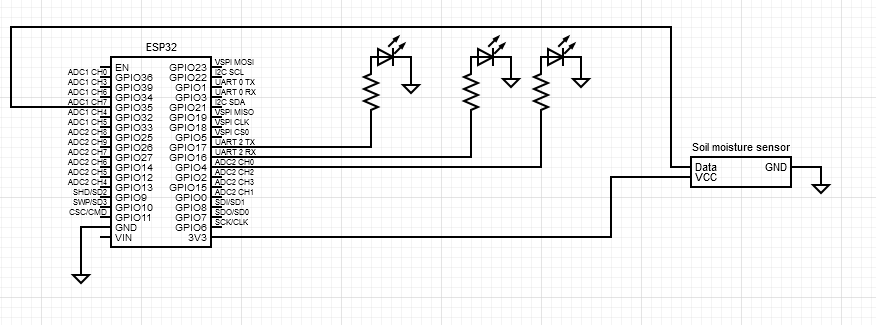 ESP32
EN GPIO23 VSPI MOSI
ADC1 CH0 GPIO36 GPIO22 I2C SCL
ADC1 CH3 GPIO39 GPIO1 UART 0 TX
ADC1 CH6 GPIO34 GPIO3 UART 0 RX
ADC1 CH7 GPIO35 GPIO21 I2C SDA
ADC1 CH4 GPIO32 GPIO19 VSPI MISO
ADC1 CH5 GPIO33 GPIO18 VSPI CLK
ADC2 CH8 GPIO25 GPIO5 VSPI CS0
ADC2 CH9 GPIO26 GPIO17 UART 2 TX
ADC2 CH7 GPIO27 GPIO16 UART 2 RX
ADC2 CH6 GPIO14 GPIO4 ADC2 CH0
ADC2 CH5 GPIO12 GPIO2 ADC2 CH2
ADC2 CH4 GPIO13 GPIO15 ADC2 CH3
SHD/SD2 GPIO9 GPIO0 ADC2 CH1
SWP/SD3 GPIO10 GPIO8 SDI/SD1
CSC/CMD GPIO11 GPIO7 SDO/SD0
GND GPIO6 SCK/CLK
VIN 3V3
Soil moisture sensor
Data GND
VCC